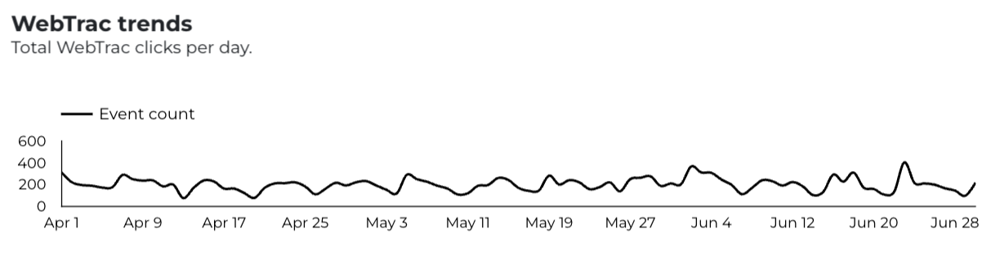 WebTrac trends
Total WebTrac clicks per day.
Event count
600
400
200
0
Apr 1 Apr 9 Apr 17 Apr 25 May 3 May 11 May 19 May 27 Jun 4 Jun 12 Jun 20 Jun 28